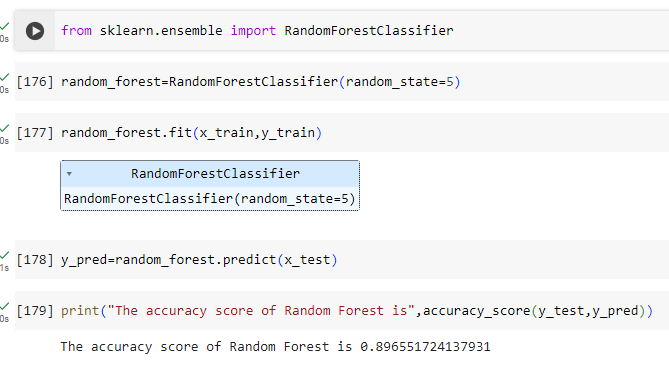 0s
from sklearn.ensemble import RandomForestClassifier
0s
[176] random_forest=RandomForestClassifier(random_state=5)
0s
[177] random_forest.fit(x_train,y_train)
RandomForestClassifier
RandomForestClassifier(random_state=5)
1s
[178] y_pred=random_forest.predict(x_test)
0s
[179] print("The accuracy score of Random Forest is",accuracy_score(y_test,y_pred))
The accuracy score of Random Forest is 0.896551724137931